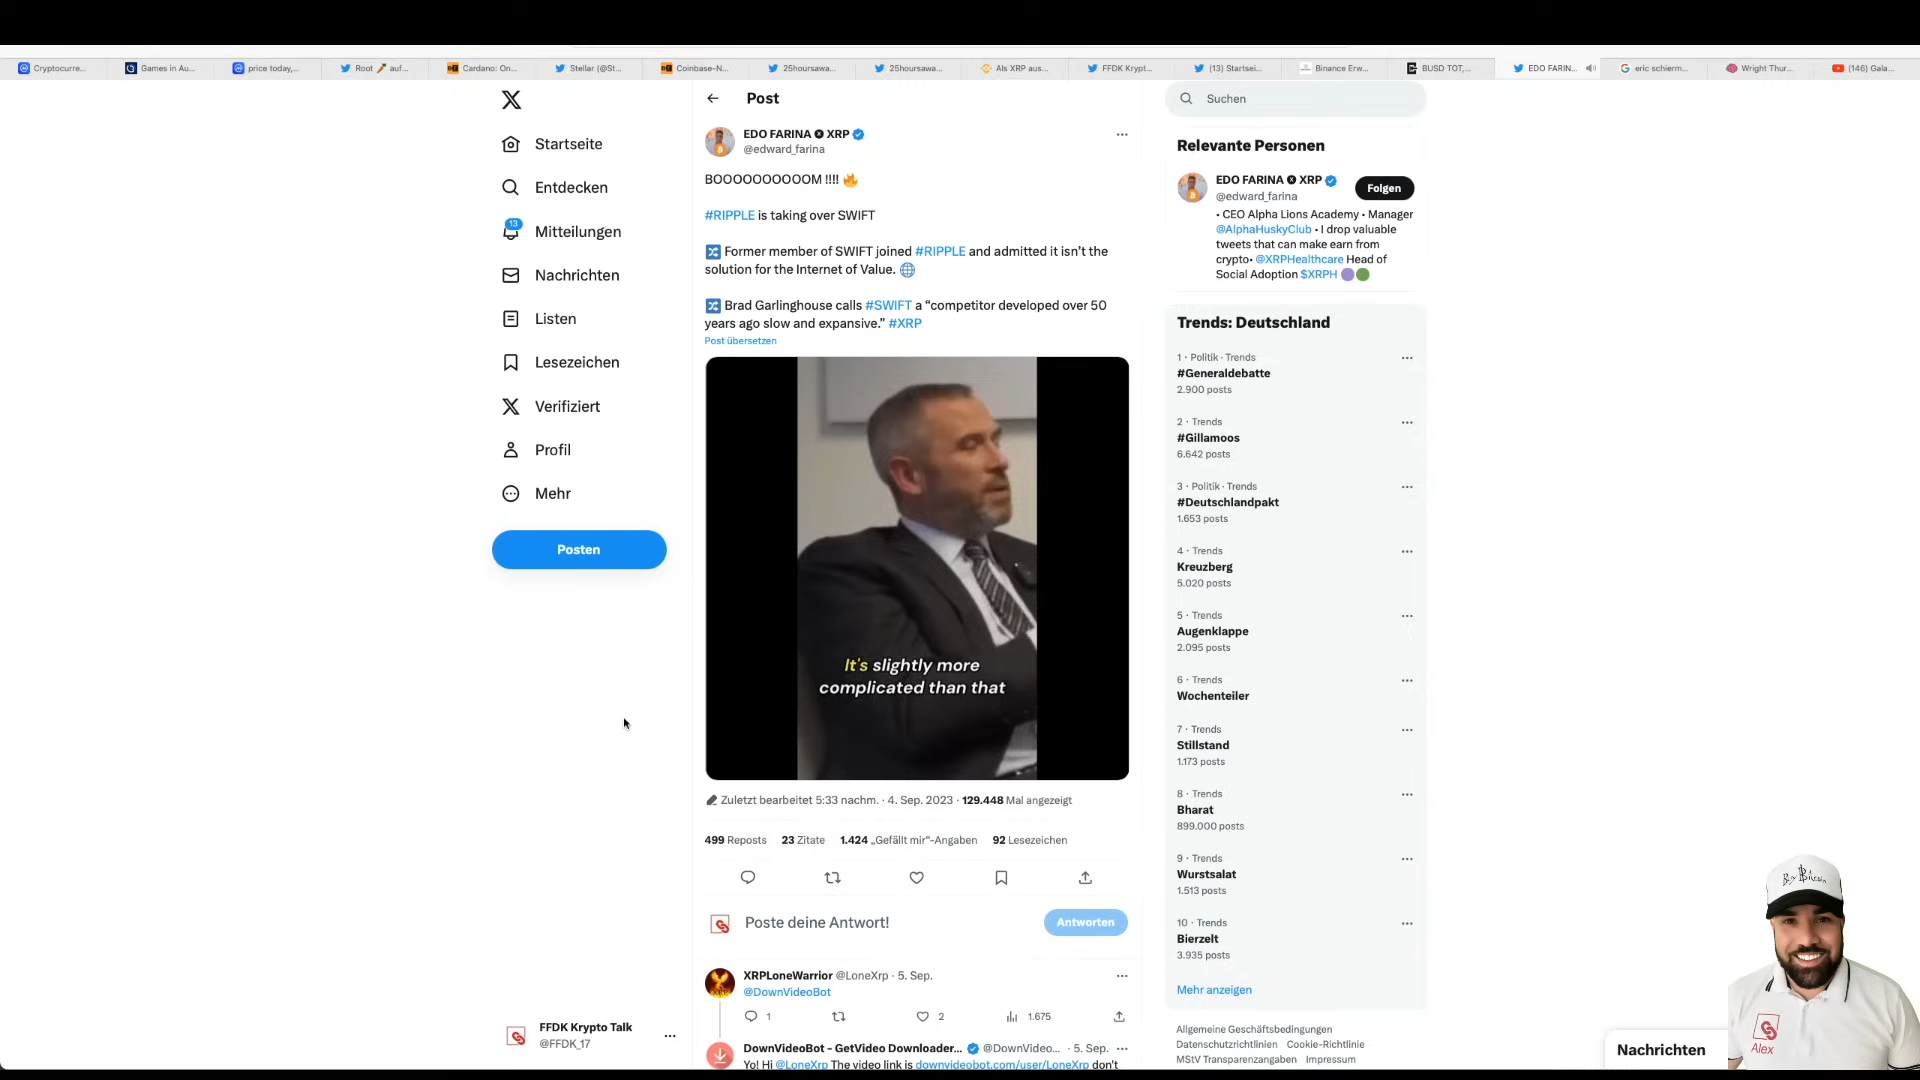 Cryptocurre...
Games in Au...
price today,...
Root 🥕 auf...
Cardano: On...
Stellar (@St...
Coinbase-N...
25hoursawa...
25hoursawa...
Als XRP aus...
FFDK Krypt...
(13) Startsei...
Binance Erw...
BUSD TOT,...
EDO FARIN...
eric schierm...
Wright Thur...
(146) Gala...
Startseite
Entdecken
13
Mitteilungen
Nachrichten
Listen
Lesezeichen
Verifiziert
Profil
Mehr
Posten
FFDK Krypto Talk
@FFDK_17
Post
EDO FARINA XRP
@edward_farina
BOOOOOOOOOOM !!!! 🔥
#RIPPLE is taking over SWIFT
🔀 Former member of SWIFT joined #RIPPLE and admitted it isn't the
solution for the Internet of Value. 🌐
🔀 Brad Garlinghouse calls #SWIFT a “competitor developed over 50
years ago slow and expansive.” #XRP
Post übersetzen
It's slightly more
complicated than that
Zuletzt bearbeitet 5:33 nachm. · 4. Sep. 2023 · 129.448 Mal angezeigt
499 Reposts 23 Zitate 1.424 „Gefällt mir“-Angaben 92 Lesezeichen
Poste deine Antwort!
Antworten
XRPLoneWarrior @LoneXrp · 5. Sep.
@DownVideoBot
1 2 1.675
DownVideoBot - GetVideo Downloader... @DownVideo... · 5. Sep.
Yo! Hi @LoneXrp The video link is downvideobot.com/user/LoneXrp don't
Suchen
Relevante Personen
EDO FARINA XRP
@edward_farina
Folgen
• CEO Alpha Lions Academy • Manager
@AlphaHuskyClub • I drop valuable
tweets that can make earn from
crypto• @XRPHealthcare Head of
Social Adoption $XRPH 🟣🟢
Trends: Deutschland
1 · Politik · Trends
#Generaldebatte
2.900 posts
2 · Trends
#Gillamoos
6.642 posts
3 · Politik · Trends
#Deutschlandpakt
1.653 posts
4 · Trends
Kreuzberg
5.020 posts
5 · Trends
Augenklappe
2.095 posts
6 · Trends
Wochenteiler
7 · Trends
Stillstand
1.173 posts
8 · Trends
Bharat
899.000 posts
9 · Trends
Wurstsalat
1.513 posts
10 · Trends
Bierzelt
3.935 posts
Mehr anzeigen
Allgemeine Geschäftsbedingungen
Datenschutzrichtlinien Cookie-Richtlinie
MStV Transparenzangaben Impressum
Nachrichten
Alex